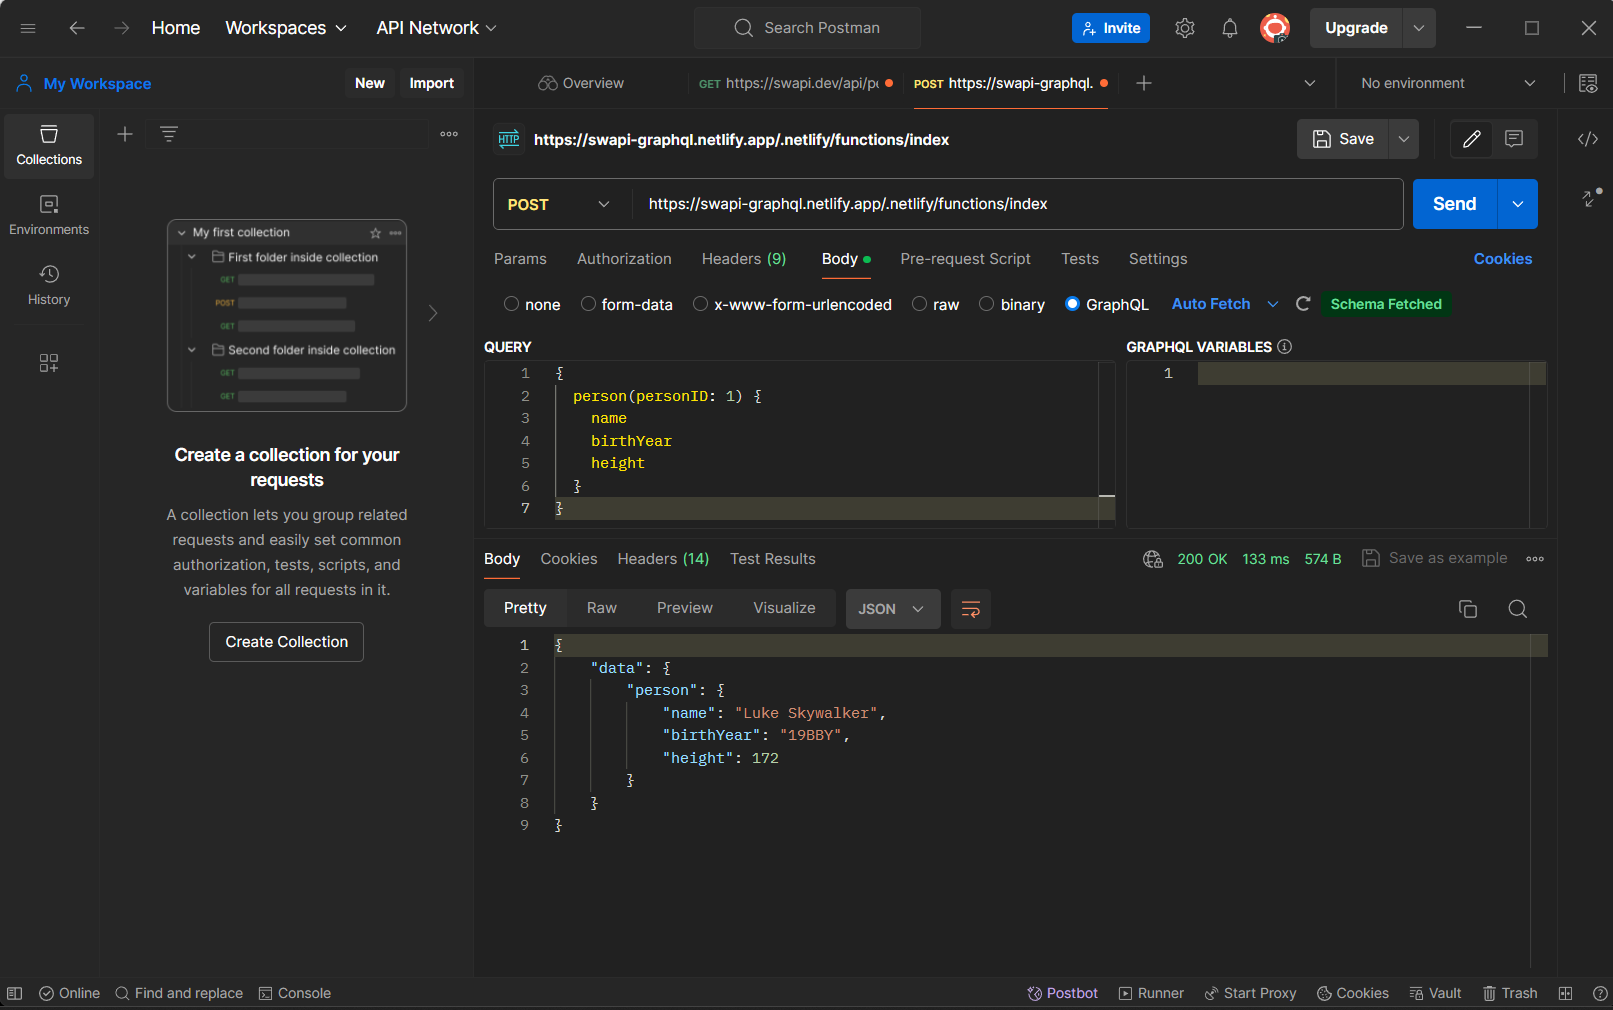 Home Workspaces API Network Search Postman Invite Upgrade
My Workspace New Import Overview GET https://swapi.dev/api/pe POST https://swapi-graphql. No environment
Collections
Environments
History
My first collection
First folder inside collection
GET
POST
GET
Second folder inside collection
GET
GET
Create a collection for your
requests
A collection lets you group related
requests and easily set common
authorization, tests, scripts, and
variables for all requests in it.
Create Collection
HTTP https://swapi-graphql.netlify.app/.netlify/functions/index Save
POST https://swapi-graphql.netlify.app/.netlify/functions/index Send
Params Authorization Headers (9) Body Pre-request Script Tests Settings Cookies
none form-data x-www-form-urlencoded raw binary GraphQL Auto Fetch Schema Fetched
QUERY
1 {
2 person(personID: 1) {
3 name
4 birthYear
5 height
6 }
7 }
GRAPHQL VARIABLES
1
Body Cookies Headers (14) Test Results 200 OK 133 ms 574 B Save as example
Pretty Raw Preview Visualize JSON
1 {
2 "data": {
3 "person": {
4 "name": "Luke Skywalker",
5 "birthYear": "19BBY",
6 "height": 172
7 }
8 }
9 }
Online Find and replace Console Postbot Runner Start Proxy Cookies Vault Trash